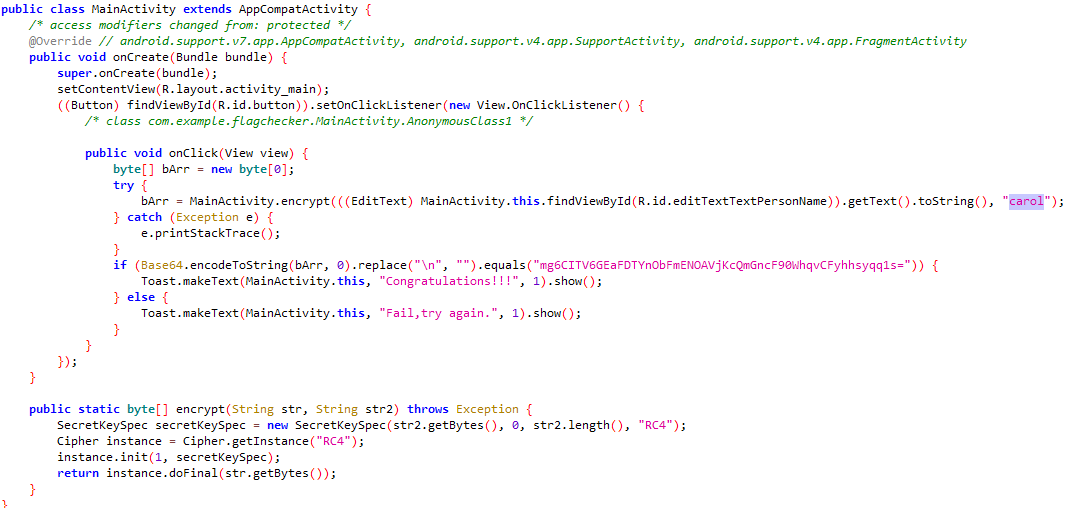 public class MainActivity extends AppCompatActivity {
/* access modifiers changed from: protected */
@Override // android.support.v7.app.AppCompatActivity, android.support.v4.app.SupportActivity, android.support.v4.app.FragmentActivity
public void onCreate(Bundle bundle) {
super.onCreate(bundle);
setContentView(R.layout.activity_main);
((Button) findViewById(R.id.button)).setOnClickListener(new View.OnClickListener() {
/* class com.example.flagchecker.MainActivity.AnonymousClass1 */
public void onClick(View view) {
byte[] bArr = new byte[0];
try {
bArr = MainActivity.encrypt(((EditText) MainActivity.this.findViewById(R.id.editTextTextPersonName)).getText().toString(), "carol");
} catch (Exception e) {
e.printStackTrace();
}
if (Base64.encodeToString(bArr, 0).replace("\n", "").equals("mg6CITV6GEaFDTYnObFmENOAVjKcQmGncF90WhqvCFyhhsyqq1s=")) {
Toast.makeText(MainActivity.this, "Congratulations!!!", 1).show();
} else {
Toast.makeText(MainActivity.this, "Fail,try again.", 1).show();
}
}
});
}
public static byte[] encrypt(String str, String str2) throws Exception {
SecretKeySpec secretKeySpec = new SecretKeySpec(str2.getBytes(), 0, str2.length(), "RC4");
Cipher instance = Cipher.getInstance("RC4");
instance.init(1, secretKeySpec);
return instance.doFinal(str.getBytes());
}
}